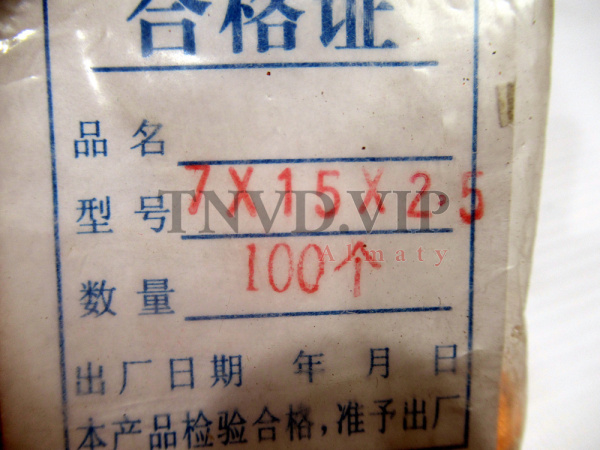 合格证
品名
型号 7X15X2.5
TNVD.VIP
Almaty
数量 100个
出厂日期 年 月 日
本产品检验合格,准予出厂